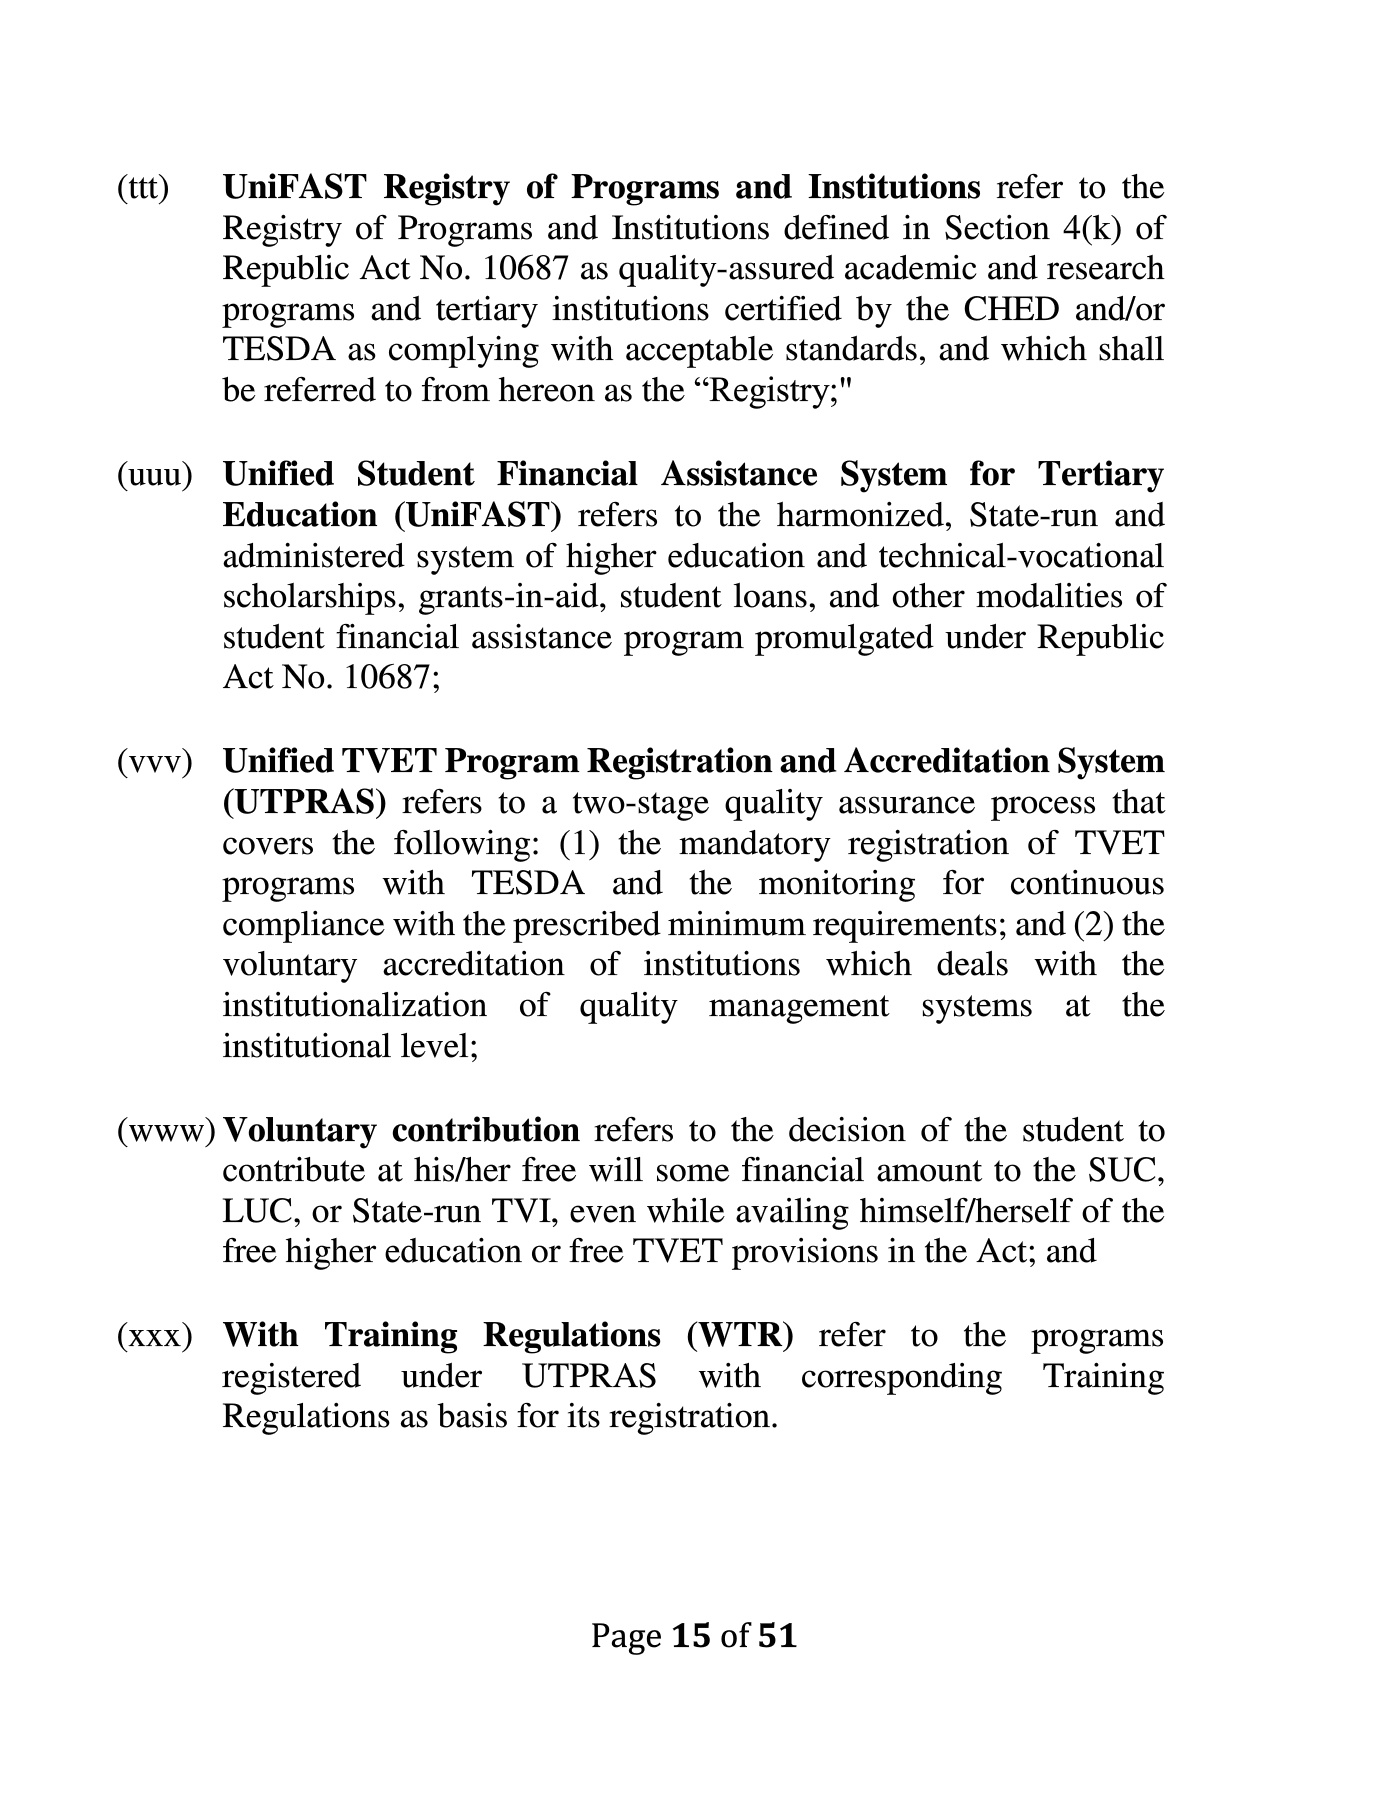 (ttt) UniFAST Registry of Programs and Institutions refer to the
Registry of Programs and Institutions defined in Section 4(k) of
Republic Act No. 10687 as quality-assured academic and research
programs and tertiary institutions certified by the CHED and/or
TESDA as complying with acceptable standards, and which shall
be referred to from hereon as the “Registry;"
(uuu) Unified Student Financial Assistance System for Tertiary
Education (UniFAST) refers to the harmonized, State-run and
administered system of higher education and technical-vocational
scholarships, grants-in-aid, student loans, and other modalities of
student financial assistance program promulgated under Republic
Act No. 10687;
(vvv) Unified TVET Program Registration and Accreditation System
(UTPRAS) refers to a two-stage quality assurance process that
covers the following: (1) the mandatory registration of TVET
programs with TESDA and the monitoring for continuous
compliance with the prescribed minimum requirements; and (2) the
voluntary accreditation of institutions which deals with the
institutionalization of quality management systems at the
institutional level;
(www) Voluntary contribution refers to the decision of the student to
contribute at his/her free will some financial amount to the SUC,
LUC, or State-run TVI, even while availing himself/herself of the
free higher education or free TVET provisions in the Act; and
(xxx) With Training Regulations (WTR) refer to the programs
registered under UTPRAS with corresponding Training
Regulations as basis for its registration.
Page 15 of 51